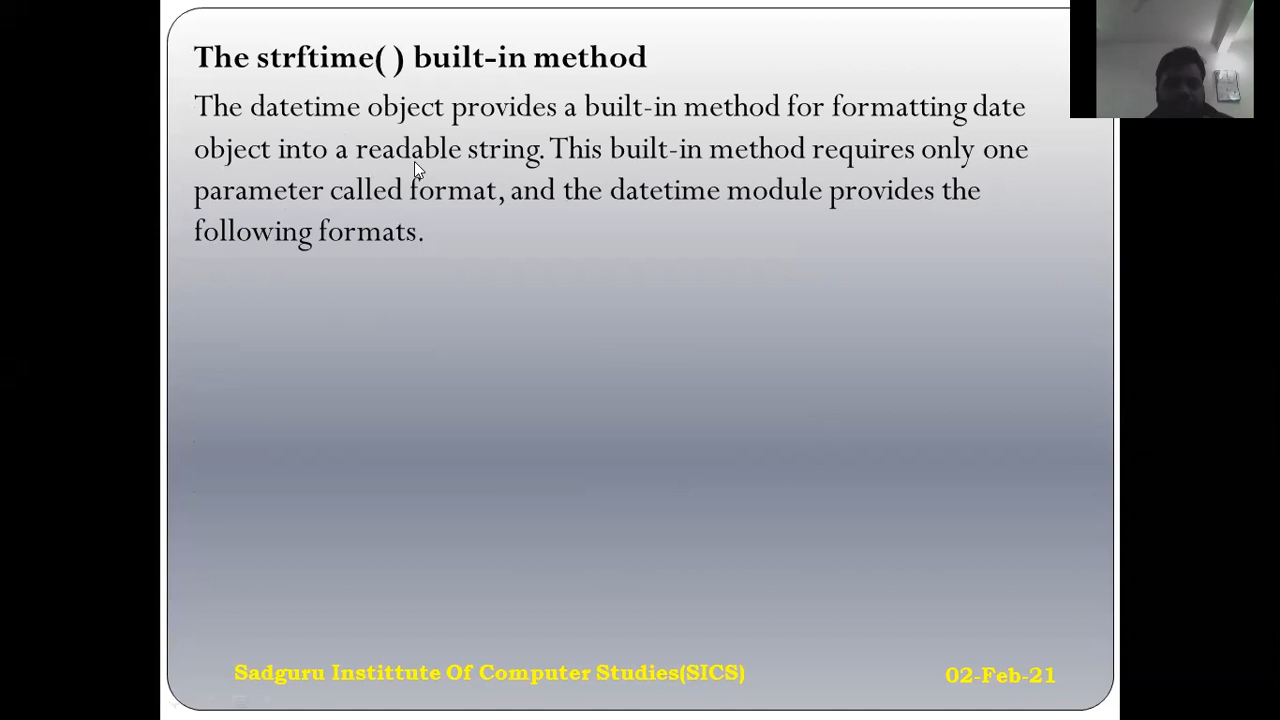 The strftime( ) built-in method
The datetime object provides a built-in method for formatting date
object into a readable string. This built-in method requires only one
parameter called format, and the datetime module provides the
following formats.
Sadguru Instittute Of Computer Studies(SICS)
02-Feb-21